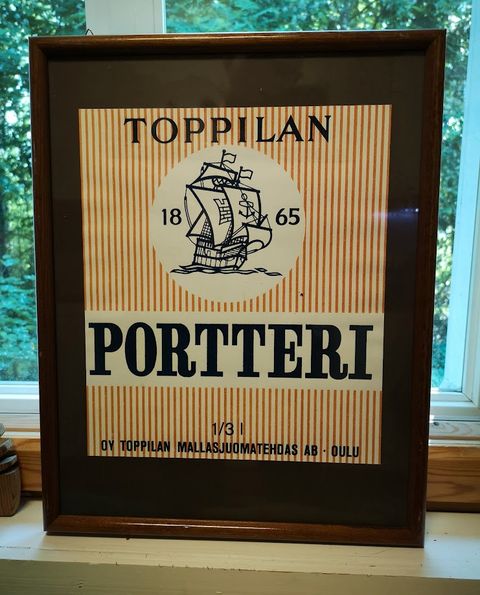 TOPPILAN
18 65
PORTTERI
1/3 l
OY TOPPILAN MALLASJUOMATEHDAS AB · OULU